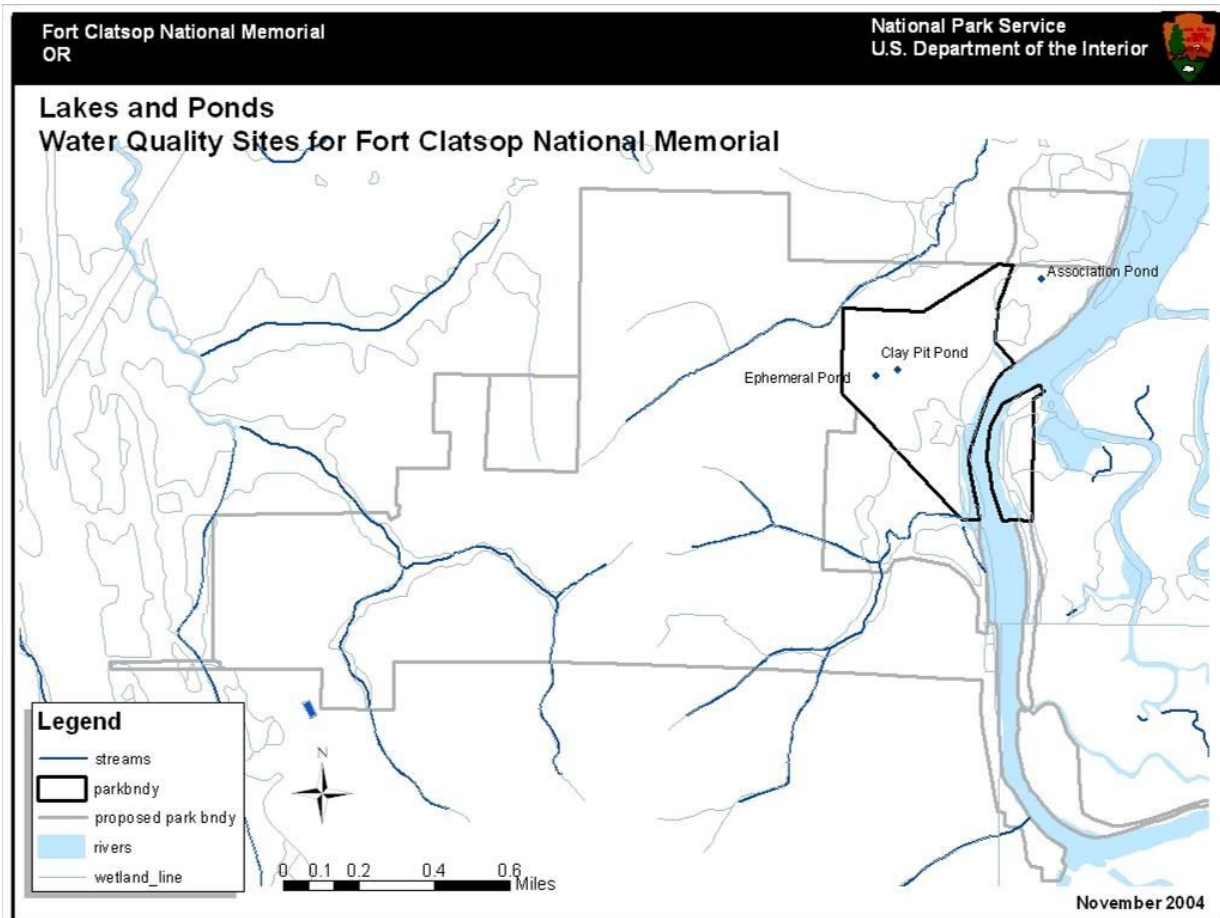 Fort Clatsop National Memorial
OR
National Park Service
U.S. Department of the Interior
Lakes and Ponds
Water Quality Sites for Fort Clatsop National Memorial
Association Pond
Clay Pit Pond
Ephemeral Pond
Legend
streams
parkbndy
proposed park bndy
rivers
wetland_line
N
0 0.1 0.2 0.4 0.6
Miles
November 2004